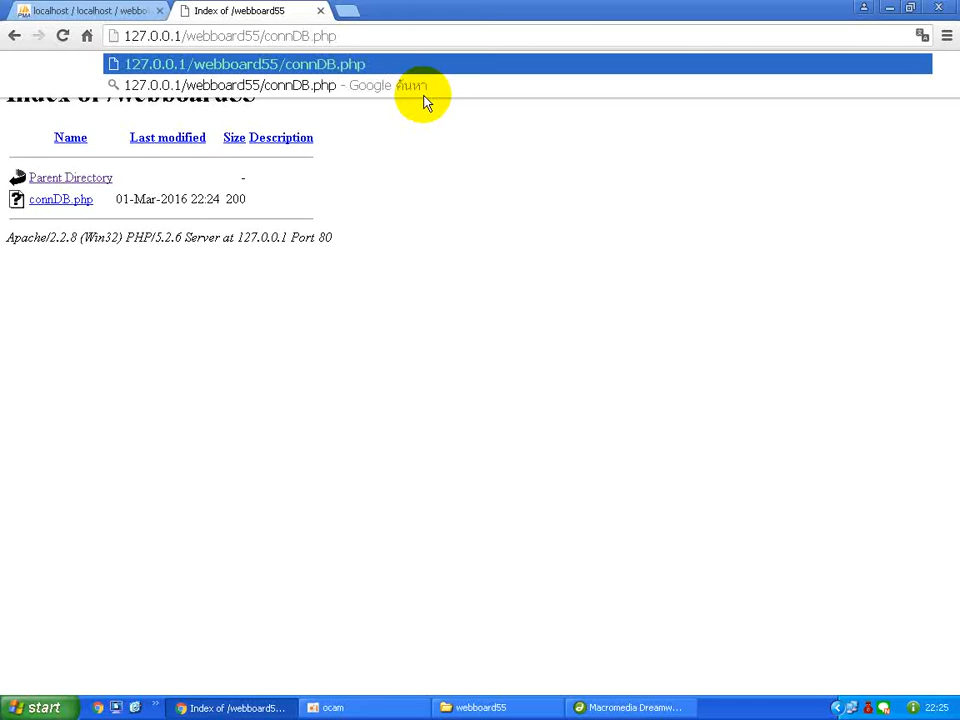 localhost / localhost / webbo
Index of /webboard55
127.0.0.1/webboard55/connDB.php
127.0.0.1/webboard55/connDB.php
127.0.0.1/webboard55/connDB.php - Google ค้นหา
Index of /webboard55
Name Last modified Size Description
Parent Directory -
connDB.php 01-Mar-2016 22:24 200
Apache/2.2.8 (Win32) PHP/5.2.6 Server at 127.0.0.1 Port 80
start Index of /webboard5... ocam webboard55 Macromedia Dreamw... 22:25